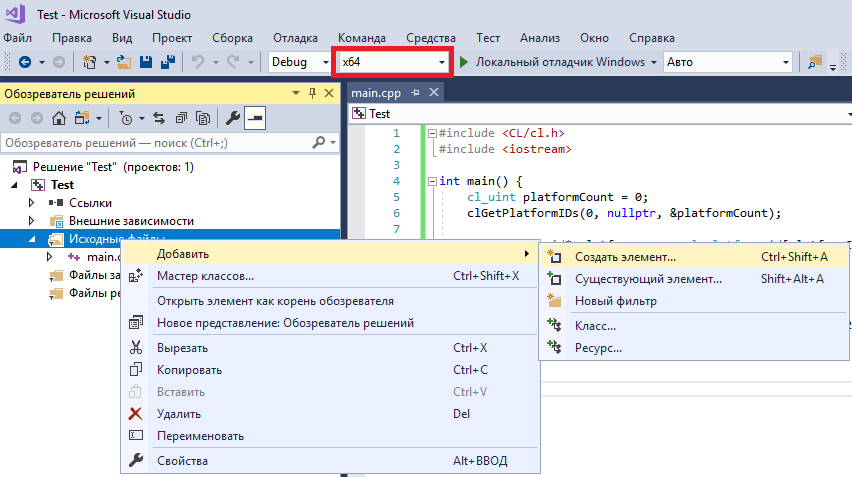 Test - Microsoft Visual Studio
Файл Правка Вид Проект Сборка Отладка Команда Средства Тест Анализ Окно Справка
Debug x64 Локальный отладчик Windows Авто
Обозреватель решений
main.cpp
Test
Обозреватель решений — поиск (Ctrl+;)
Решение "Test" (проектов: 1)
Test
Ссылки
Внешние зависимости
Исходные файлы
main.c
Файлы за
Файлы ре
1 #include <CL/cl.h>
2 #include <iostream>
3
4 int main() {
5 cl_uint platformCount = 0;
6 clGetPlatformIDs(0, nullptr, &platformCount);
7
Добавить
Мастер классов... Ctrl+Shift+X
Открыть элемент как корень обозревателя
Новое представление: Обозреватель решений
Вырезать Ctrl+X
Копировать Ctrl+C
Вставить Ctrl+V
Удалить Del
Переименовать
Свойства Alt+ВВОД
Создать элемент... Ctrl+Shift+A
Существующий элемент... Shift+Alt+A
Новый фильтр
Класс...
Ресурс...